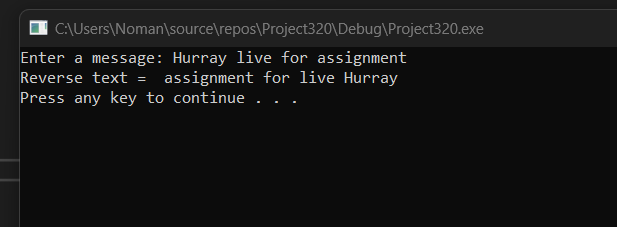 C:\Users\Noman\source\repos\Project320\Debug\Project320.exe
Enter a message: Hurray live for assignment
Reverse text =  assignment for live Hurray
Press any key to continue . . .